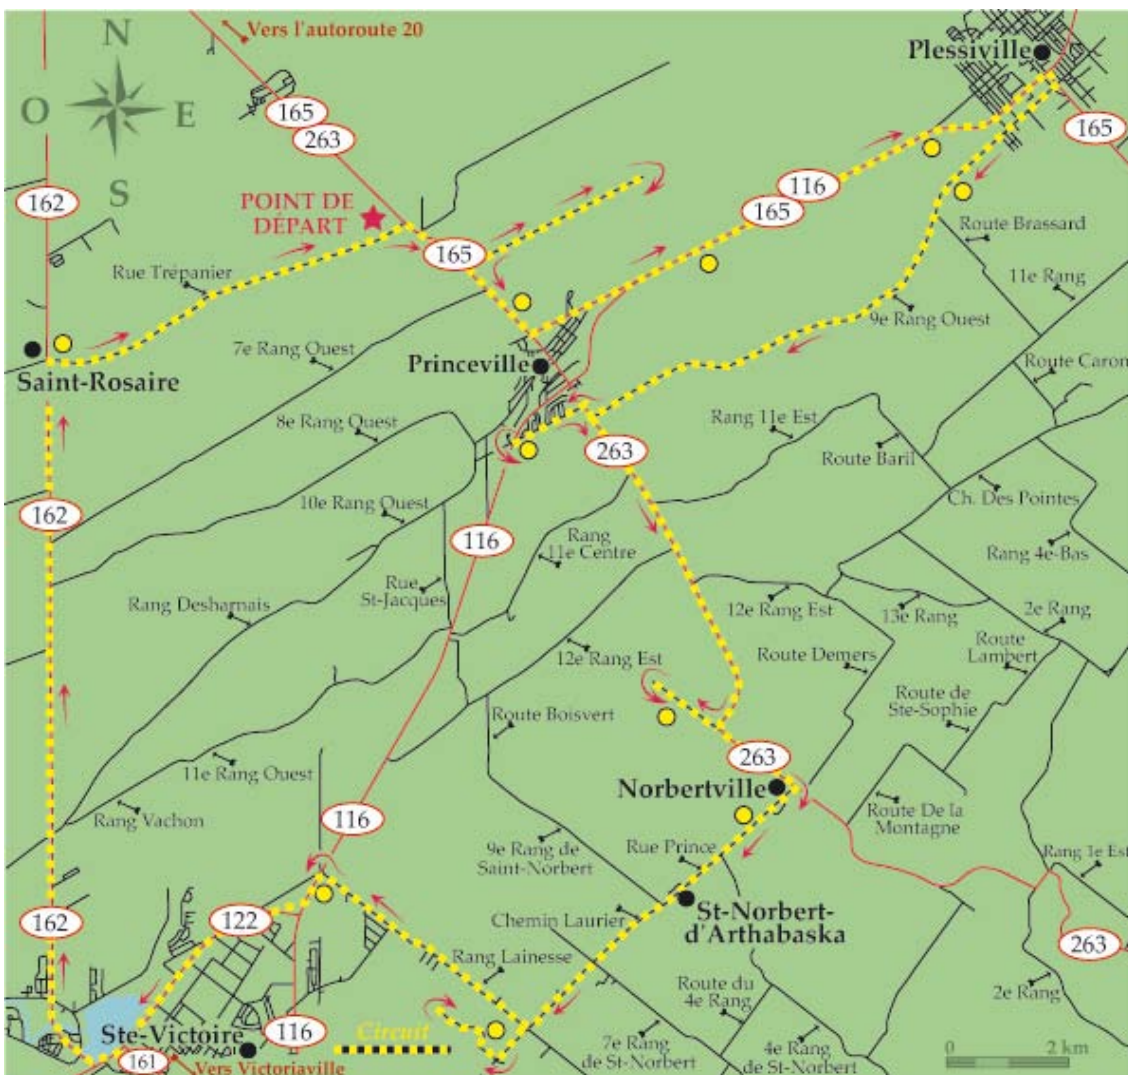 Vers l'autoroute 20
N
O
E
S
Plessiville
165
263
165
162
116
165
POINT DE
DÉPART
165
Route Brassard
Rue Trépanier
11e Rang
9e Rang Ouest
7e Rang Ouest
Princeville
Route Caron
Saint-Rosaire
8e Rang Ouest
Rang 11e Est
263
Route Baril
10e Rang Ouest
Ch. Des Pointes
162
116
Rang
11e Centre
Rang 4e-Bas
Rue
St-Jacques
Rang Desharnais
12e Rang Est
13e Rang
2e Rang
12e Rang Est
Route Demers
Route
Lambert
Route de
Ste-Sophie
Route Boisvert
263
11e Rang Ouest
Norbertville
Rang Vachon
116
Route De la
Montagne
9e Rang de
Saint-Norbert
Rue Prince
Rang 1e Est
162
122
Chemin Laurier
St-Norbert-
d'Arthabaska
263
Rang Lainesse
Route du
4e Rang
2e Rang
Ste-Victoire
116
Circuit
7e Rang
de St-Norbert
4e Rang
de St-Norbert
0
2 km
161
Vers Victoriaville